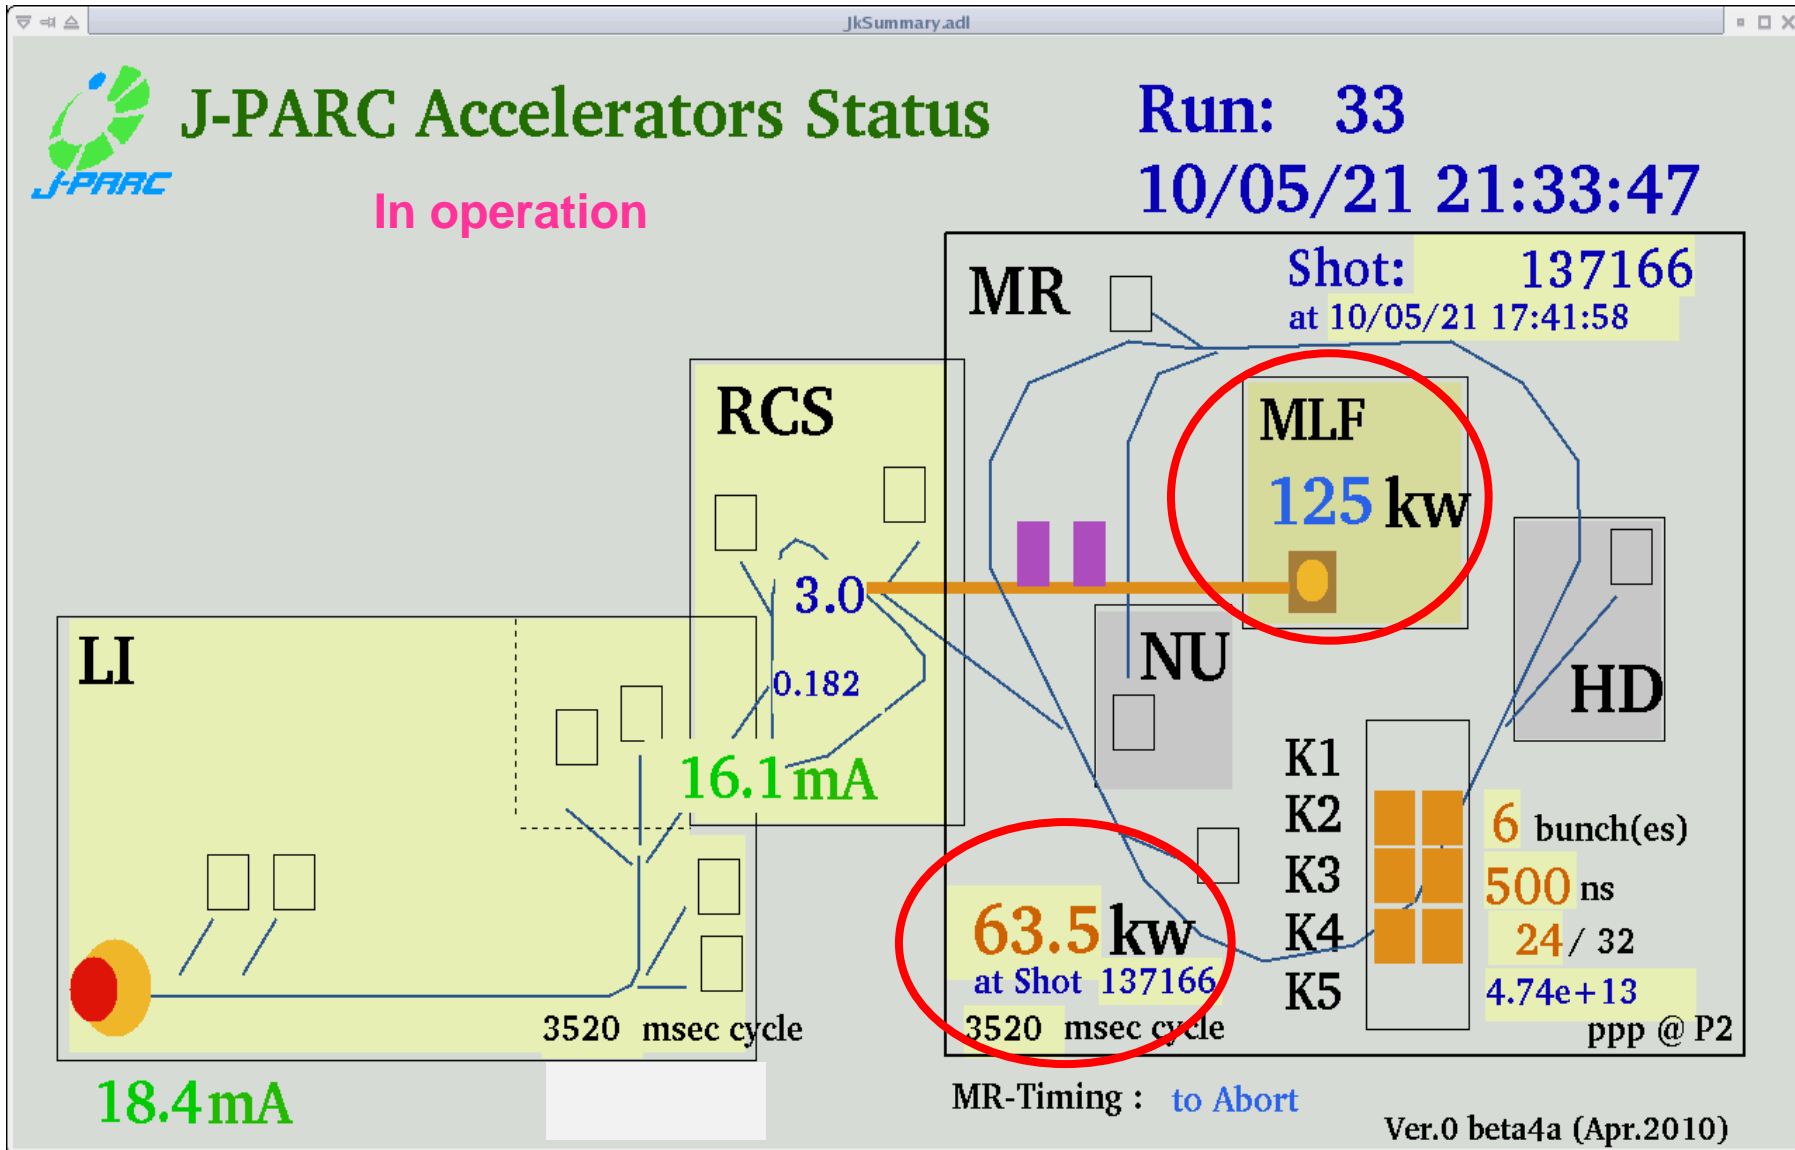 JkSummary.adl
J-PARC Accelerators Status
J-PARC
In operation
Run: 33
10/05/21 21:33:47
MR
Shot: 137166
at 10/05/21 17:41:58
RCS
3.0
0.182
16.1 mA
MLF
125 kw
NU
HD
LI
3520 msec cycle
18.4 mA
63.5 kw
at Shot 137166
3520 msec cycle
K1
K2
K3
K4
K5
6 bunch(es)
500 ns
24 / 32
4.74e+13
ppp @ P2
MR-Timing : to Abort
Ver.0 beta4a (Apr.2010)